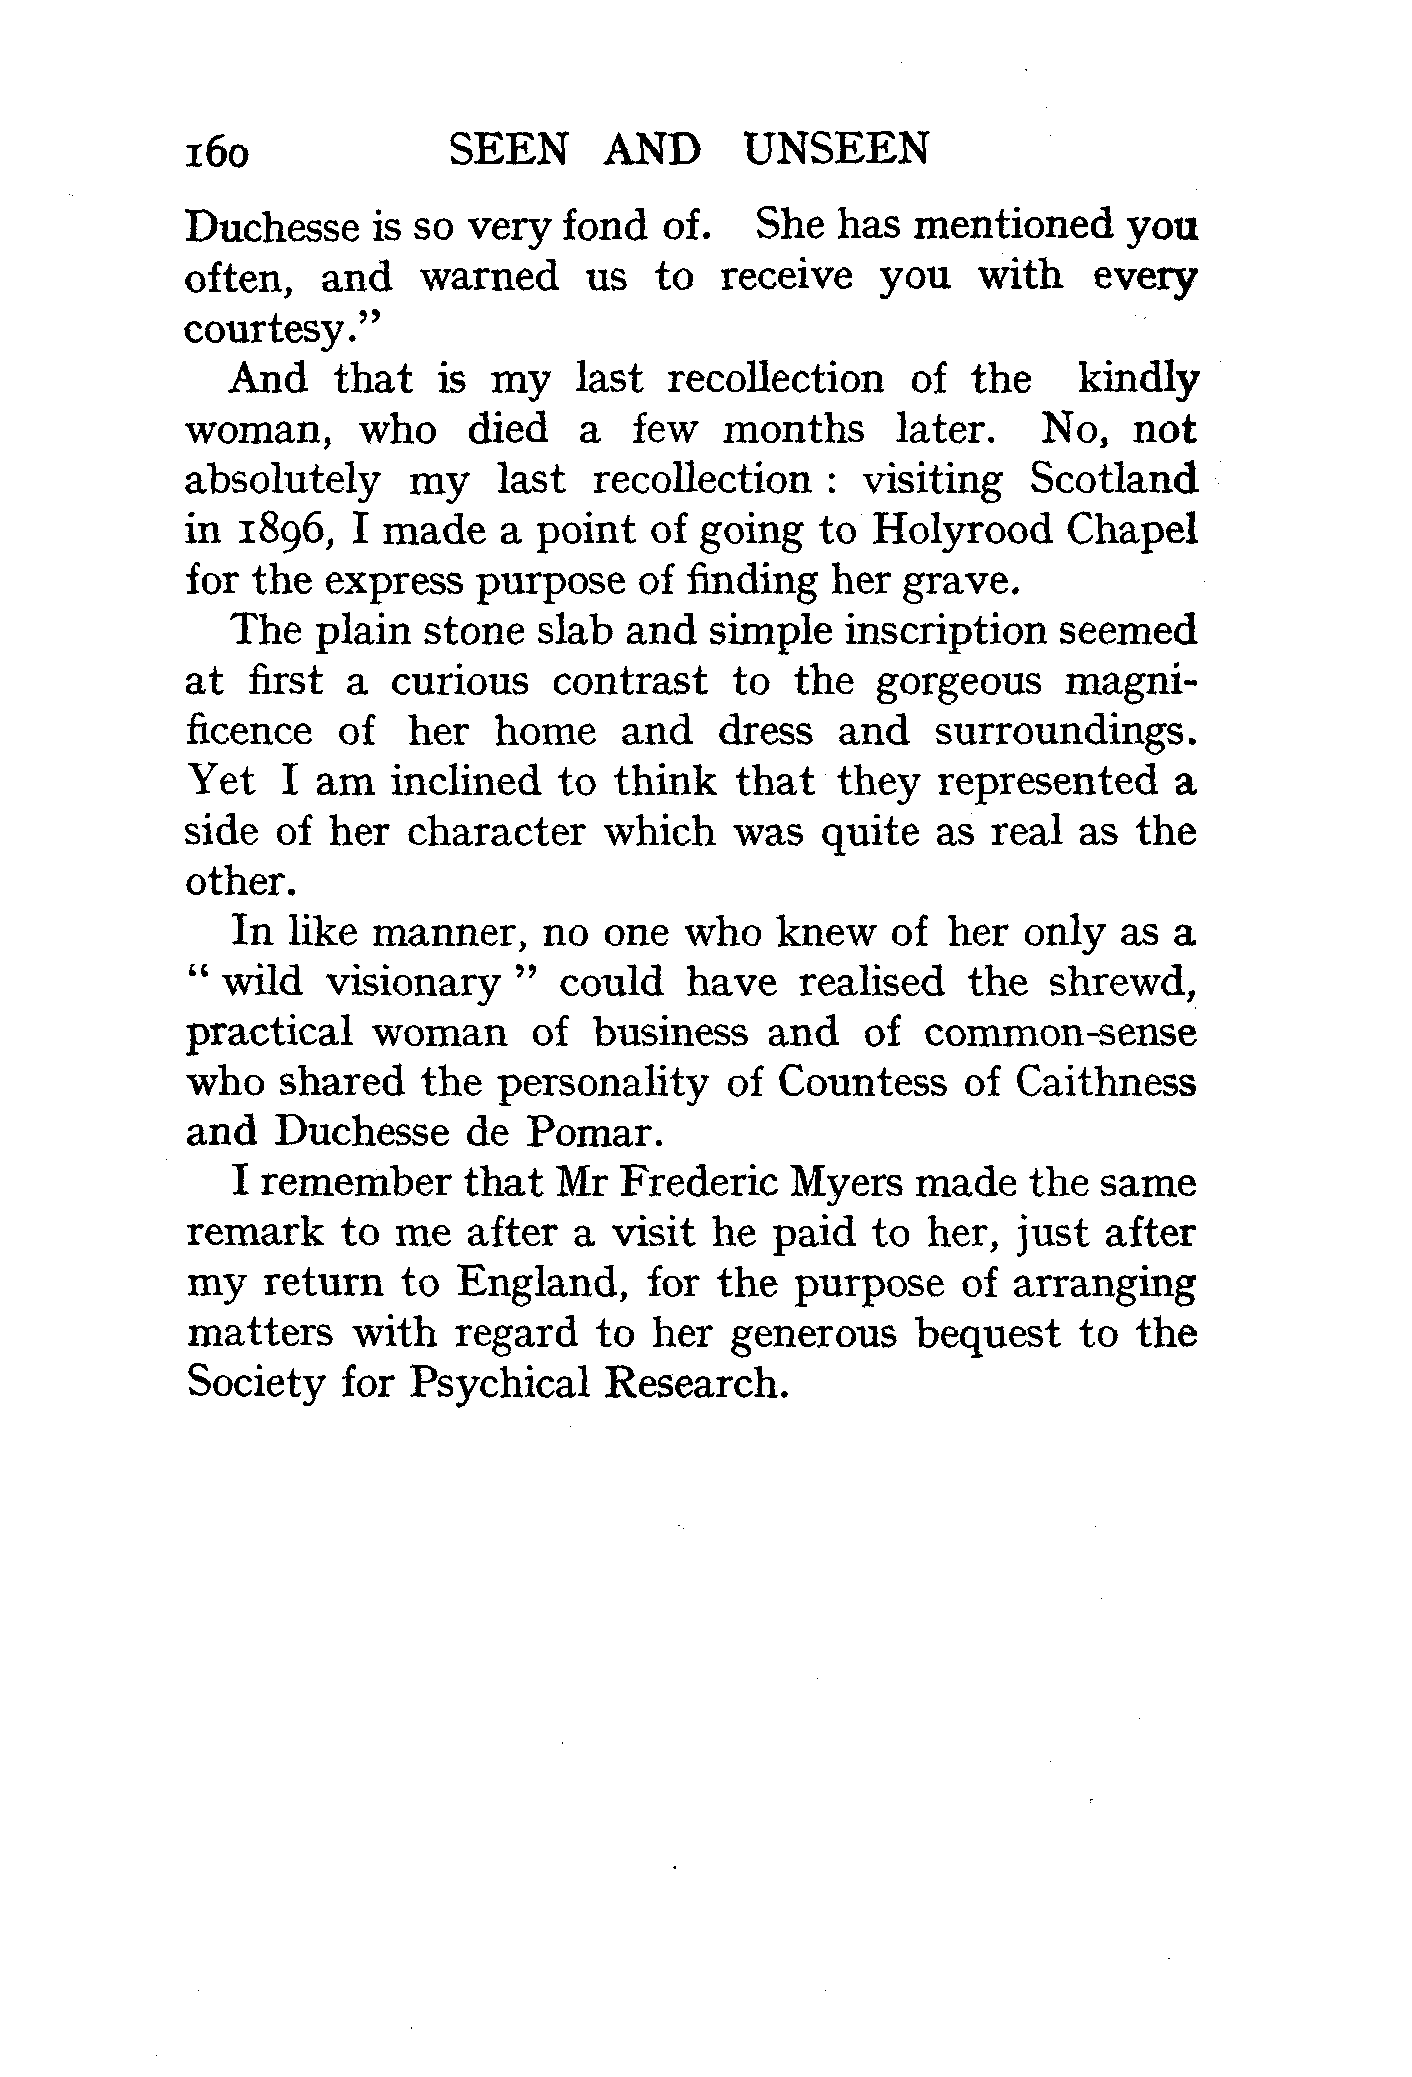 160 SEEN AND UNSEEN
Duchesse is so very fond of. She has mentioned you
often, and warned us to receive you with every
courtesy.”
And that is my last recollection of the kindly
woman, who died a few months later. No, not
absolutely my last recollection : visiting Scotland
in 1896, I made a point of going to Holyrood Chapel
for the express purpose of finding her grave.
The plain stone slab and simple inscription seemed
at first a curious contrast to the gorgeous magni-
ficence of her home and dress and surroundings.
Yet I am inclined to think that they represented a
side of her character which was quite as real as the
other.
In like manner, no one who knew of her only as a
“ wild visionary ” could have realised the shrewd,
practical woman of business and of common-sense
who shared the personality of Countess of Caithness
and Duchesse de Pomar.
I remember that Mr Frederic Myers made the same
remark to me after a visit he paid to her, just after
my return to England, for the purpose of arranging
matters with regard to her generous bequest to the
Society for Psychical Research.